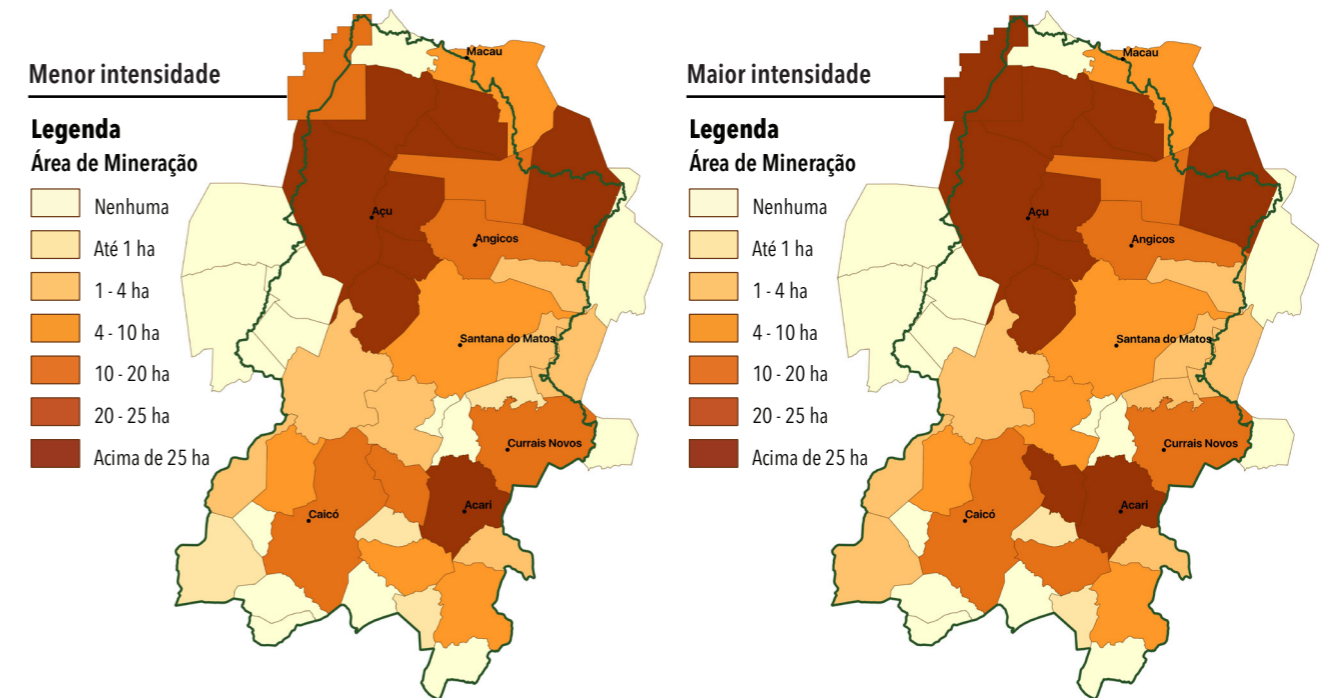 Menor intensidade
Legenda
Área de Mineração
Nenhuma
Até 1 ha
1 - 4 ha
4 - 10 ha
10 - 20 ha
20 - 25 ha
Acima de 25 ha
Macau
Açu
Angicos
Santana do Matos
Currais Novos
Acari
Caicó
Maior intensidade
Legenda
Área de Mineração
Nenhuma
Até 1 ha
1 - 4 ha
4 - 10 ha
10 - 20 ha
20 - 25 ha
Acima de 25 ha
Macau
Açu
Angicos
Santana do Matos
Currais Novos
Acari
Caicó